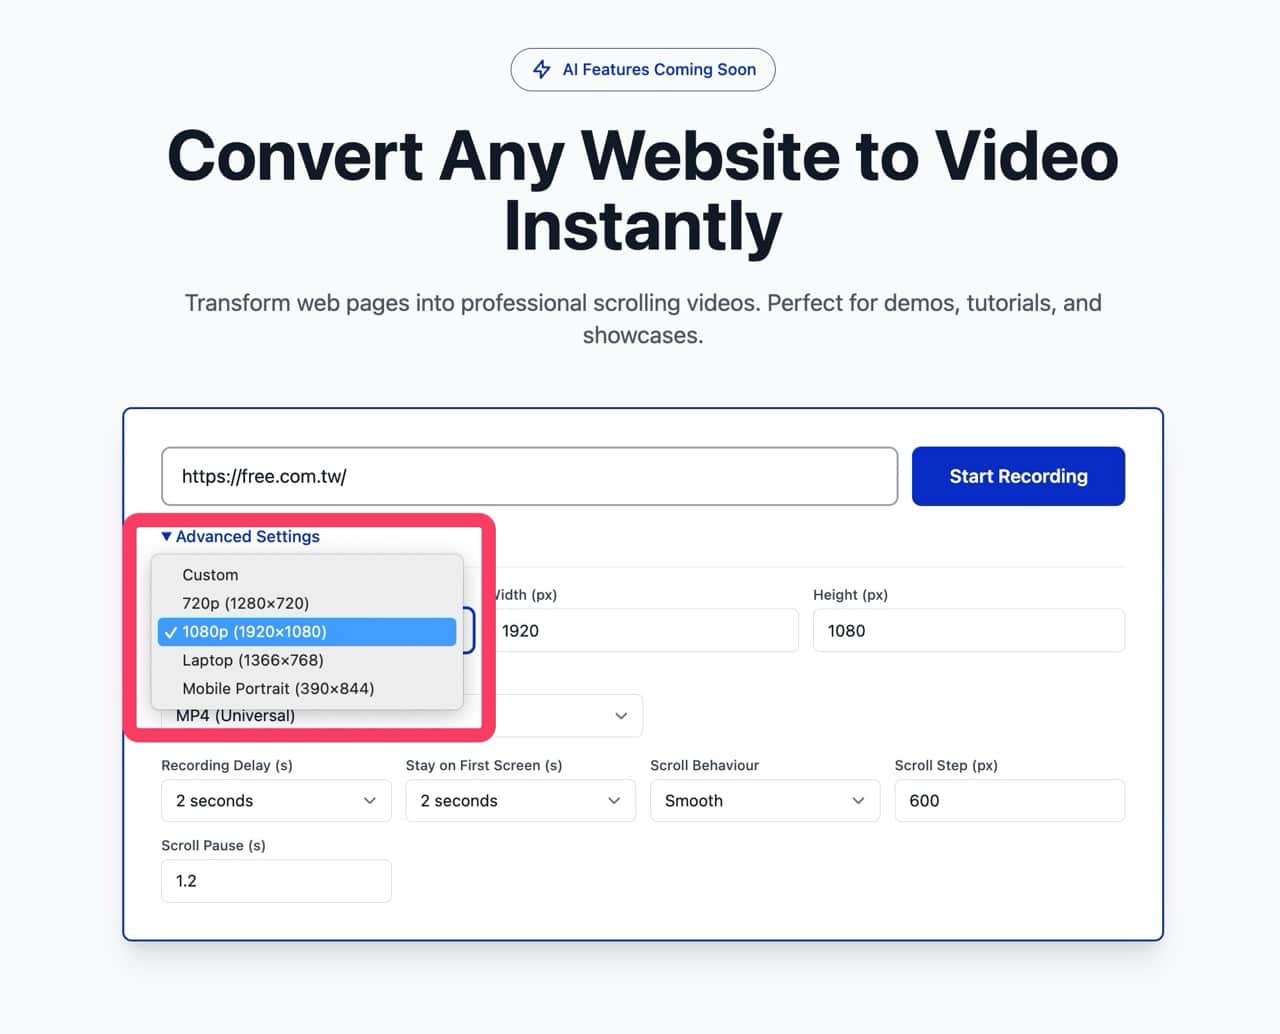 AI Features Coming Soon
Convert Any Website to Video
Instantly
Transform web pages into professional scrolling videos. Perfect for demos, tutorials, and
showcases.
https://free.com.tw/
Start Recording
▼ Advanced Settings
Custom
720p (1280×720)
✓ 1080p (1920×1080)
Laptop (1366×768)
Mobile Portrait (390×844)
Width (px)
1920
Height (px)
1080
MP4 (Universal)
Recording Delay (s)
2 seconds
Stay on First Screen (s)
2 seconds
Scroll Behaviour
Smooth
Scroll Step (px)
600
Scroll Pause (s)
1.2